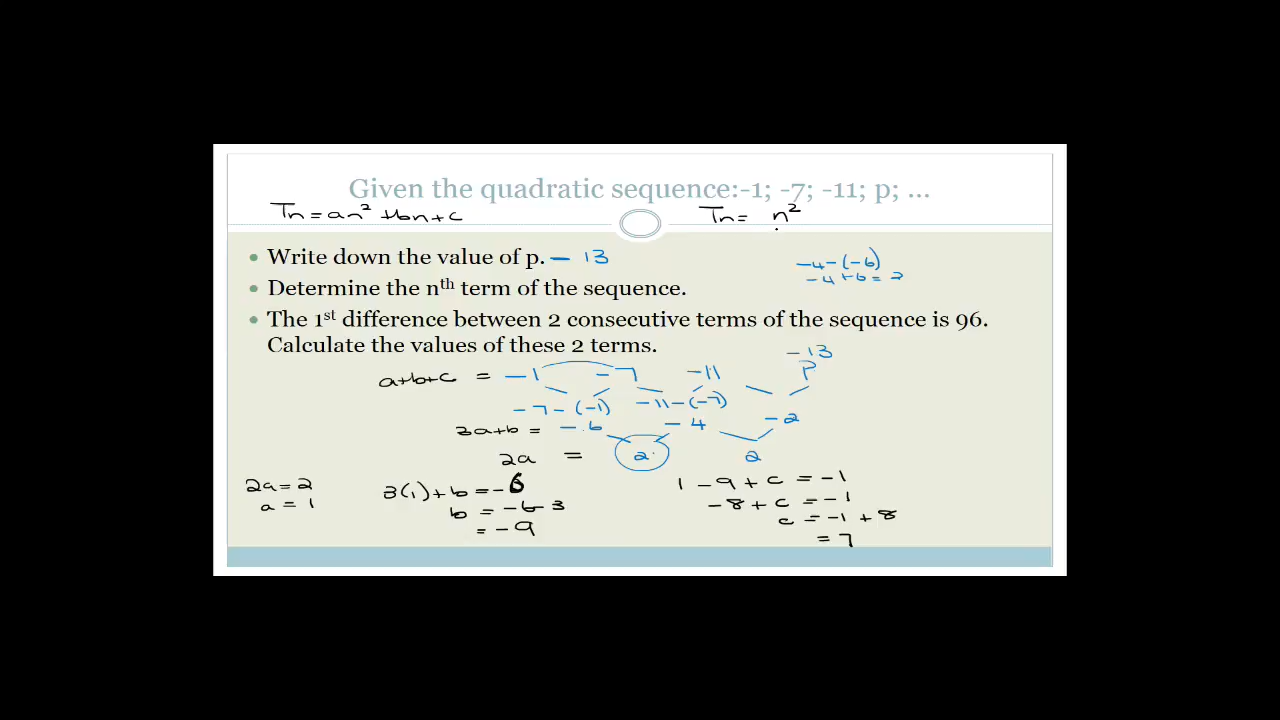 Given the quadratic sequence:-1; -7; -11; p; ...
Tn = an² + bn + c
Tn = n²
• Write down the value of p. - 13
-4-(-6)
-4+6 = 2
• Determine the nth term of the sequence.
• The 1st difference between 2 consecutive terms of the sequence is 96.
Calculate the values of these 2 terms.
-13
a+b+c = -1 -7 -11 P
-7-(-1) -11-(-7) -2
3a+b = -6 -4
2a = 2 2
2a = 2
a = 1
3(1)+b = -6
b = -6-3
= -9
1 - 9 + c = -1
-8 + c = -1
c = -1 + 8
= 7